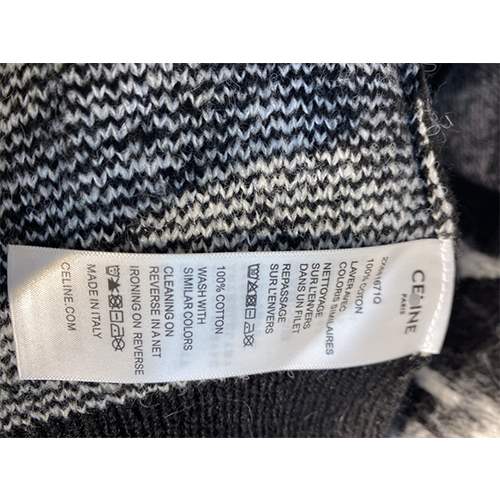 CELINE
PARIS
100% COTON
LAVER AVEC
COLORIS SIMILAIRES
NETTOYAGE
SUR L'ENVERS
DANS UN FILET
REPASSAGE
SUR L'ENVERS
100% COTTON
WASH WITH
SIMILAR COLORS
CLEANING ON
REVERSE IN A NET
IRONING ON REVERSE
MADE IN ITALY
CELINE.COM